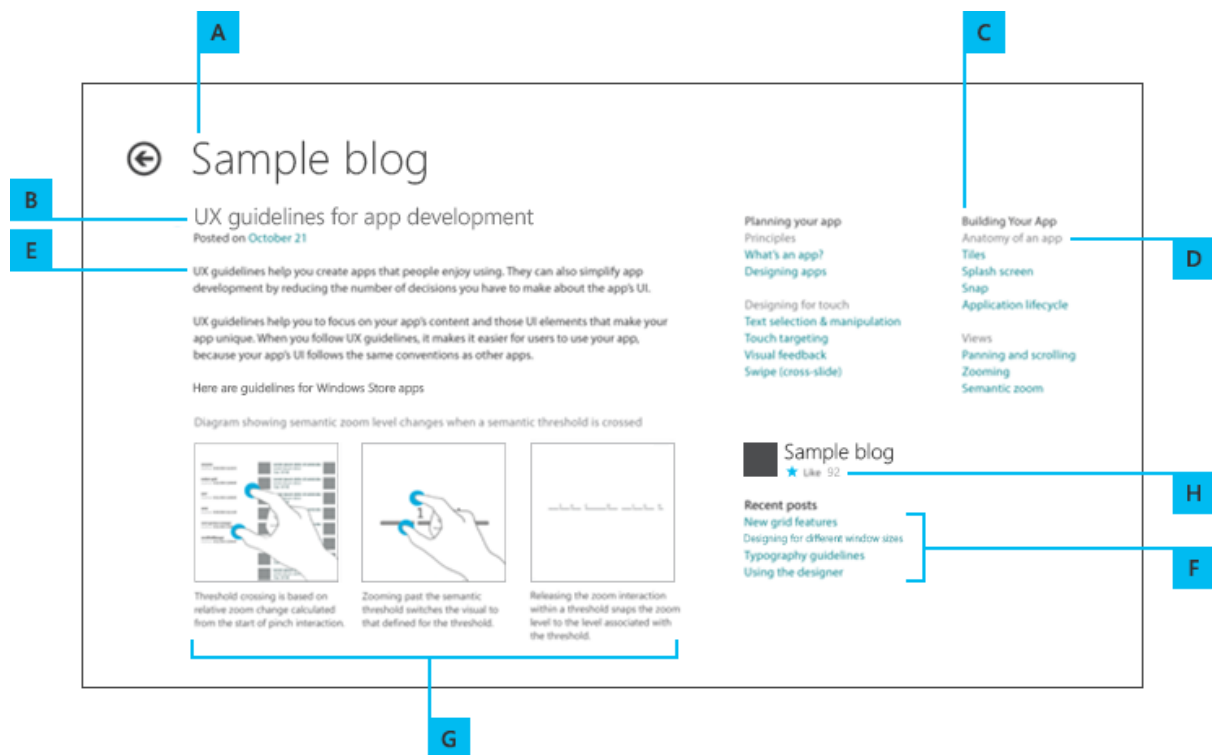 A
C
Sample blog
B
UX guidelines for app development
Posted on October 21
E
UX guidelines help you create apps that people enjoy using. They can also simplify app
development by reducing the number of decisions you have to make about the app's UI.
UX guidelines help you to focus on your app's content and those UI elements that make your
app unique. When you follow UX guidelines, it makes it easier for users to use your app,
because your app's UI follows the same conventions as other apps.
Here are guidelines for Windows Store apps
Diagram showing semantic zoom level changes when a semantic threshold is crossed
1
Threshold crossing is based on
relative zoom change calculated
from the start of pinch interaction.
Zooming past the semantic
threshold switches the visual to
that defined for the threshold.
Releasing the zoom interaction
within a threshold snaps the zoom
level to the level associated with
the threshold.
G
Planning your app
Principles
What's an app?
Designing apps
Designing for touch
Text selection & manipulation
Touch targeting
Visual feedback
Swipe (cross-slide)
Building Your App
Anatomy of an app
D
Tiles
Splash screen
Snap
Application lifecycle
Views
Panning and scrolling
Zooming
Semantic zoom
Sample blog
Like 92
H
Recent posts
New grid features
Designing for different window sizes
Typography guidelines
Using the designer
F